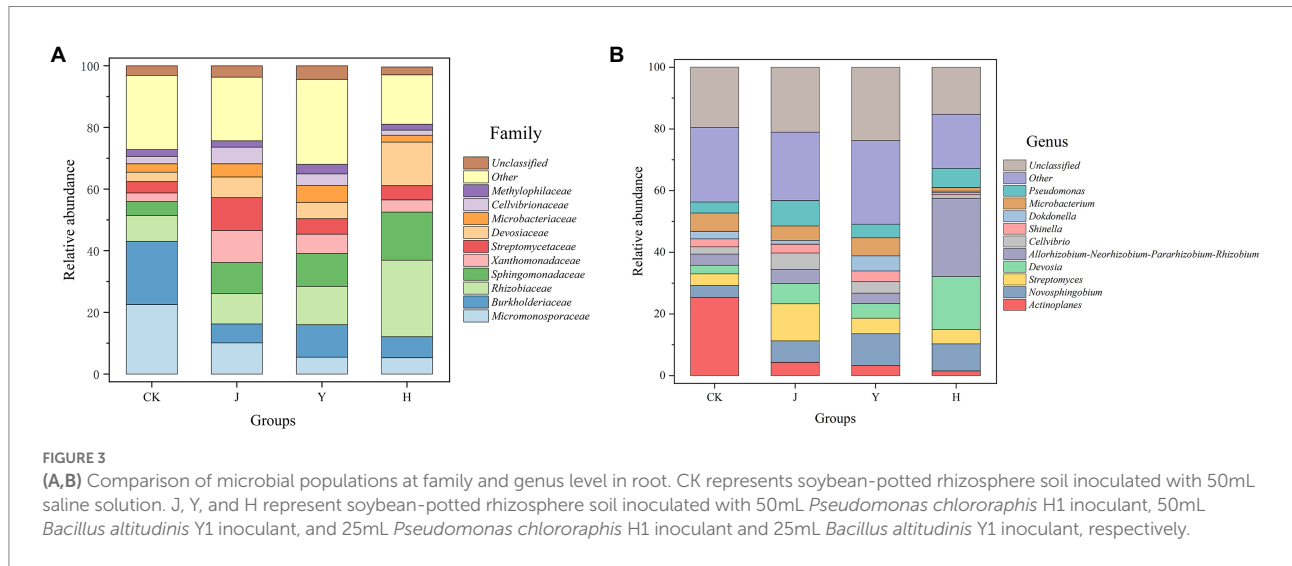 A
100
80
60
40
20
0
Relative abundance
CK
J
Y
H
Groups
Family
Unclassified
Other
Methylophilaceae
Cellvibrionaceae
Microbacteriaceae
Devosiaceae
Streptomycetaceae
Xanthomonadaceae
Sphingomonadaceae
Rhizobiaceae
Burkholderiaceae
Micromonosporaceae
B
100
80
60
40
20
0
Relative abundance
CK
J
Y
H
Groups
Genus
Unclassified
Other
Pseudomonas
Microbacterium
Dokdonella
Shinella
Cellvibrio
Allorhizobium-Neorhizobium-Pararhizobium-Rhizobium
Devosia
Streptomyces
Novosphingobium
Actinoplanes
FIGURE 3
(A,B) Comparison of microbial populations at family and genus level in root. CK represents soybean-potted rhizosphere soil inoculated with 50mL
saline solution. J, Y, and H represent soybean-potted rhizosphere soil inoculated with 50mL Pseudomonas chlororaphis H1 inoculant, 50mL
Bacillus altitudinis Y1 inoculant, and 25mL Pseudomonas chlororaphis H1 inoculant and 25mL Bacillus altitudinis Y1 inoculant, respectively.